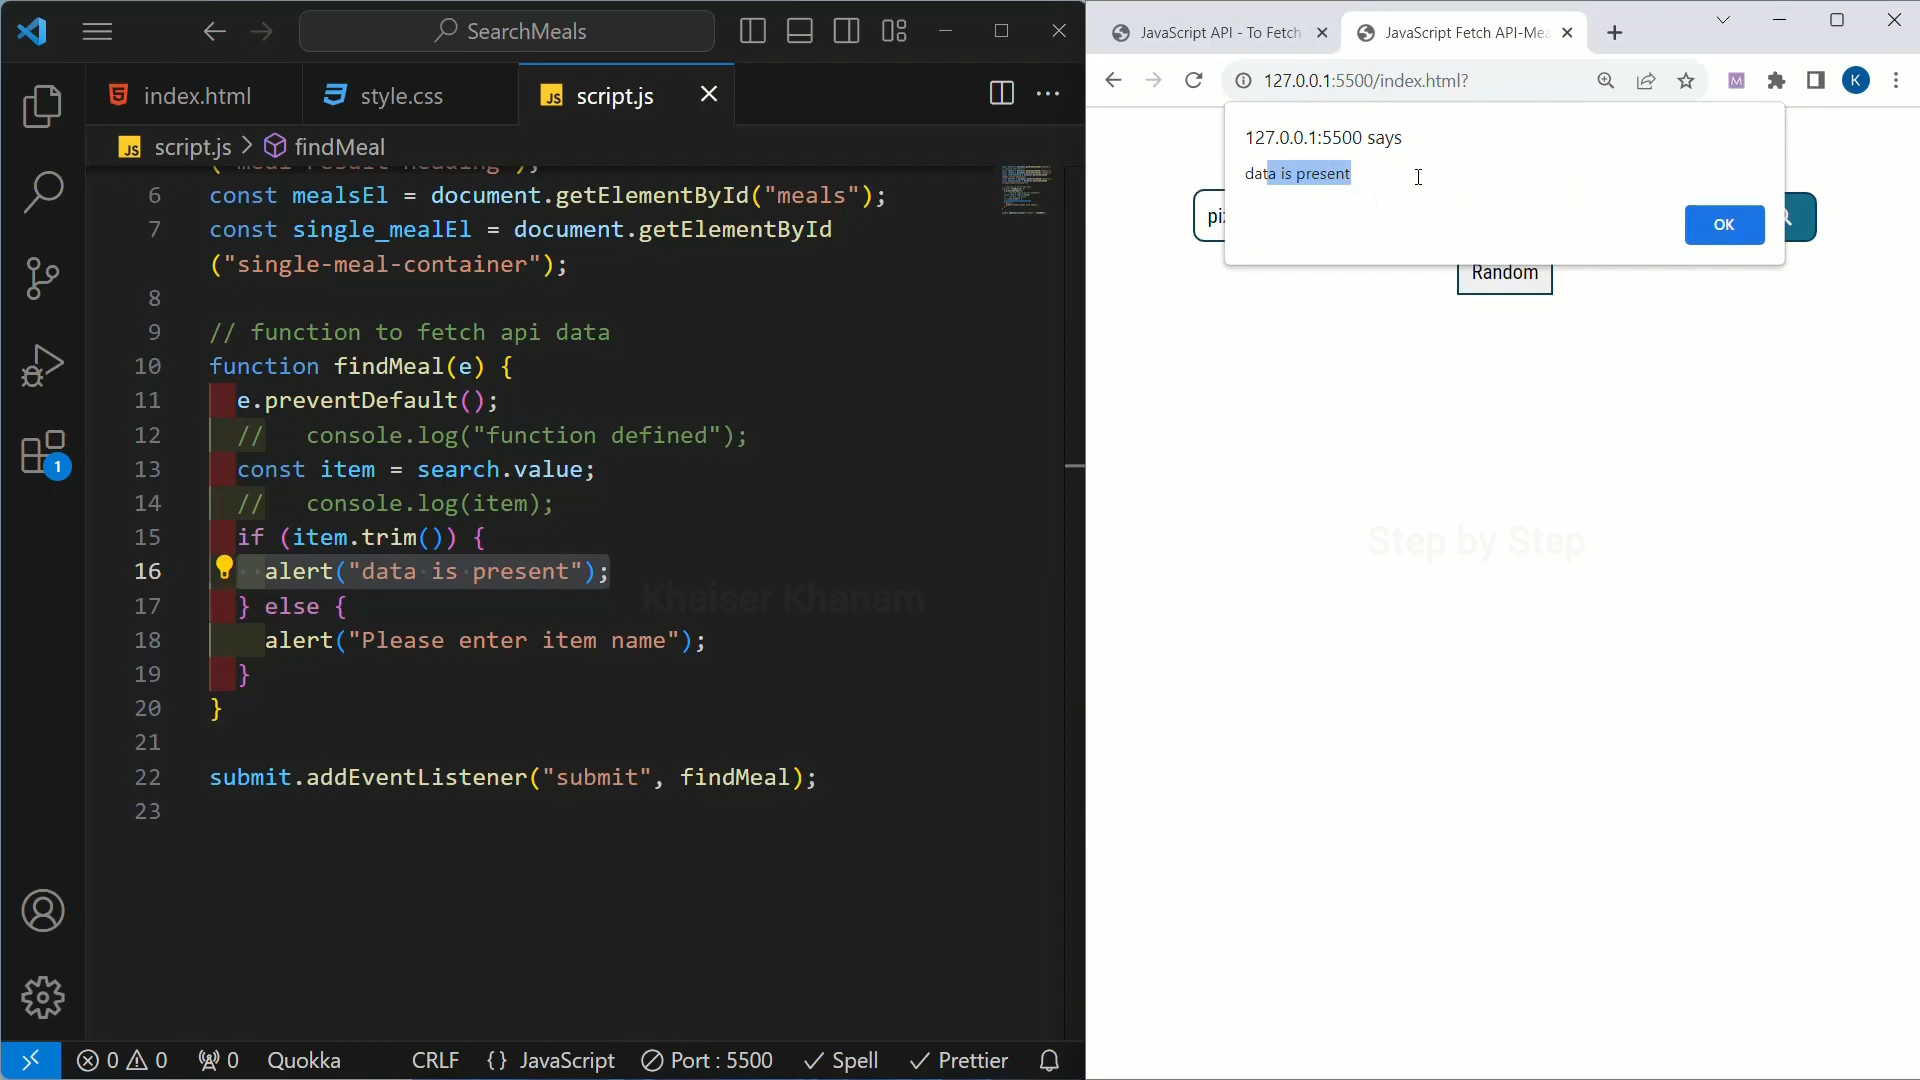 SearchMeals
index.html
style.css
JS script.js
JS script.js > findMeal
6 const mealsEl = document.getElementById("meals");
7 const single_mealEl = document.getElementById
("single-meal-container");
8
9 // function to fetch api data
10 function findMeal(e) {
11 e.preventDefault();
12 // console.log("function defined");
13 const item = search.value;
14 // console.log(item);
15 if (item.trim()) {
16 alert("data is present");
17 } else {
18 alert("Please enter item name");
19 }
20 }
21
22 submit.addEventListener("submit", findMeal);
23
1
0 0 0 Quokka CRLF {} JavaScript Port : 5500 Spell Prettier
JavaScript API - To Fetch
JavaScript Fetch API-Mea
127.0.0.1:5500/index.html?
M
K
127.0.0.1:5500 says
data is present
OK
Random
Step by Step
Khaiser Khanam